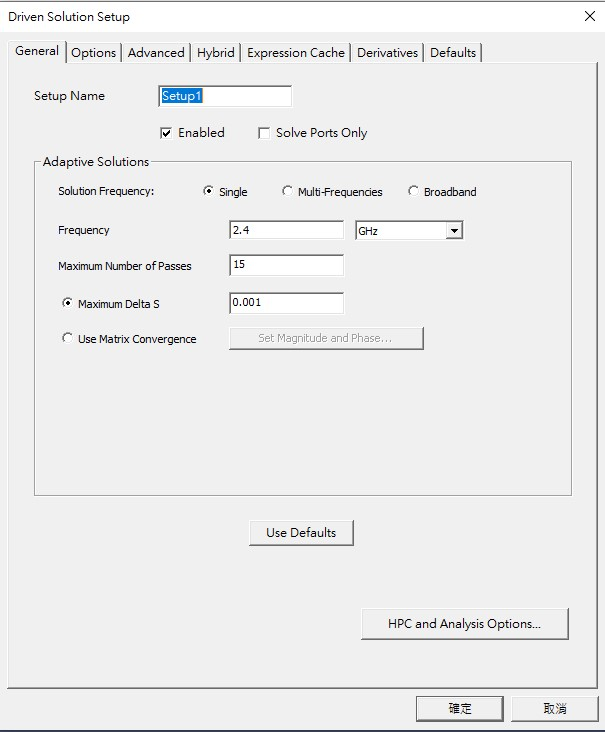 Driven Solution Setup
General Options Advanced Hybrid Expression Cache Derivatives Defaults
Setup Name Setup1
Enabled Solve Ports Only
Adaptive Solutions
Solution Frequency: Single Multi-Frequencies Broadband
Frequency 2.4 GHz
Maximum Number of Passes 15
Maximum Delta S 0.001
Use Matrix Convergence Set Magnitude and Phase...
Use Defaults
HPC and Analysis Options...
確定 取消